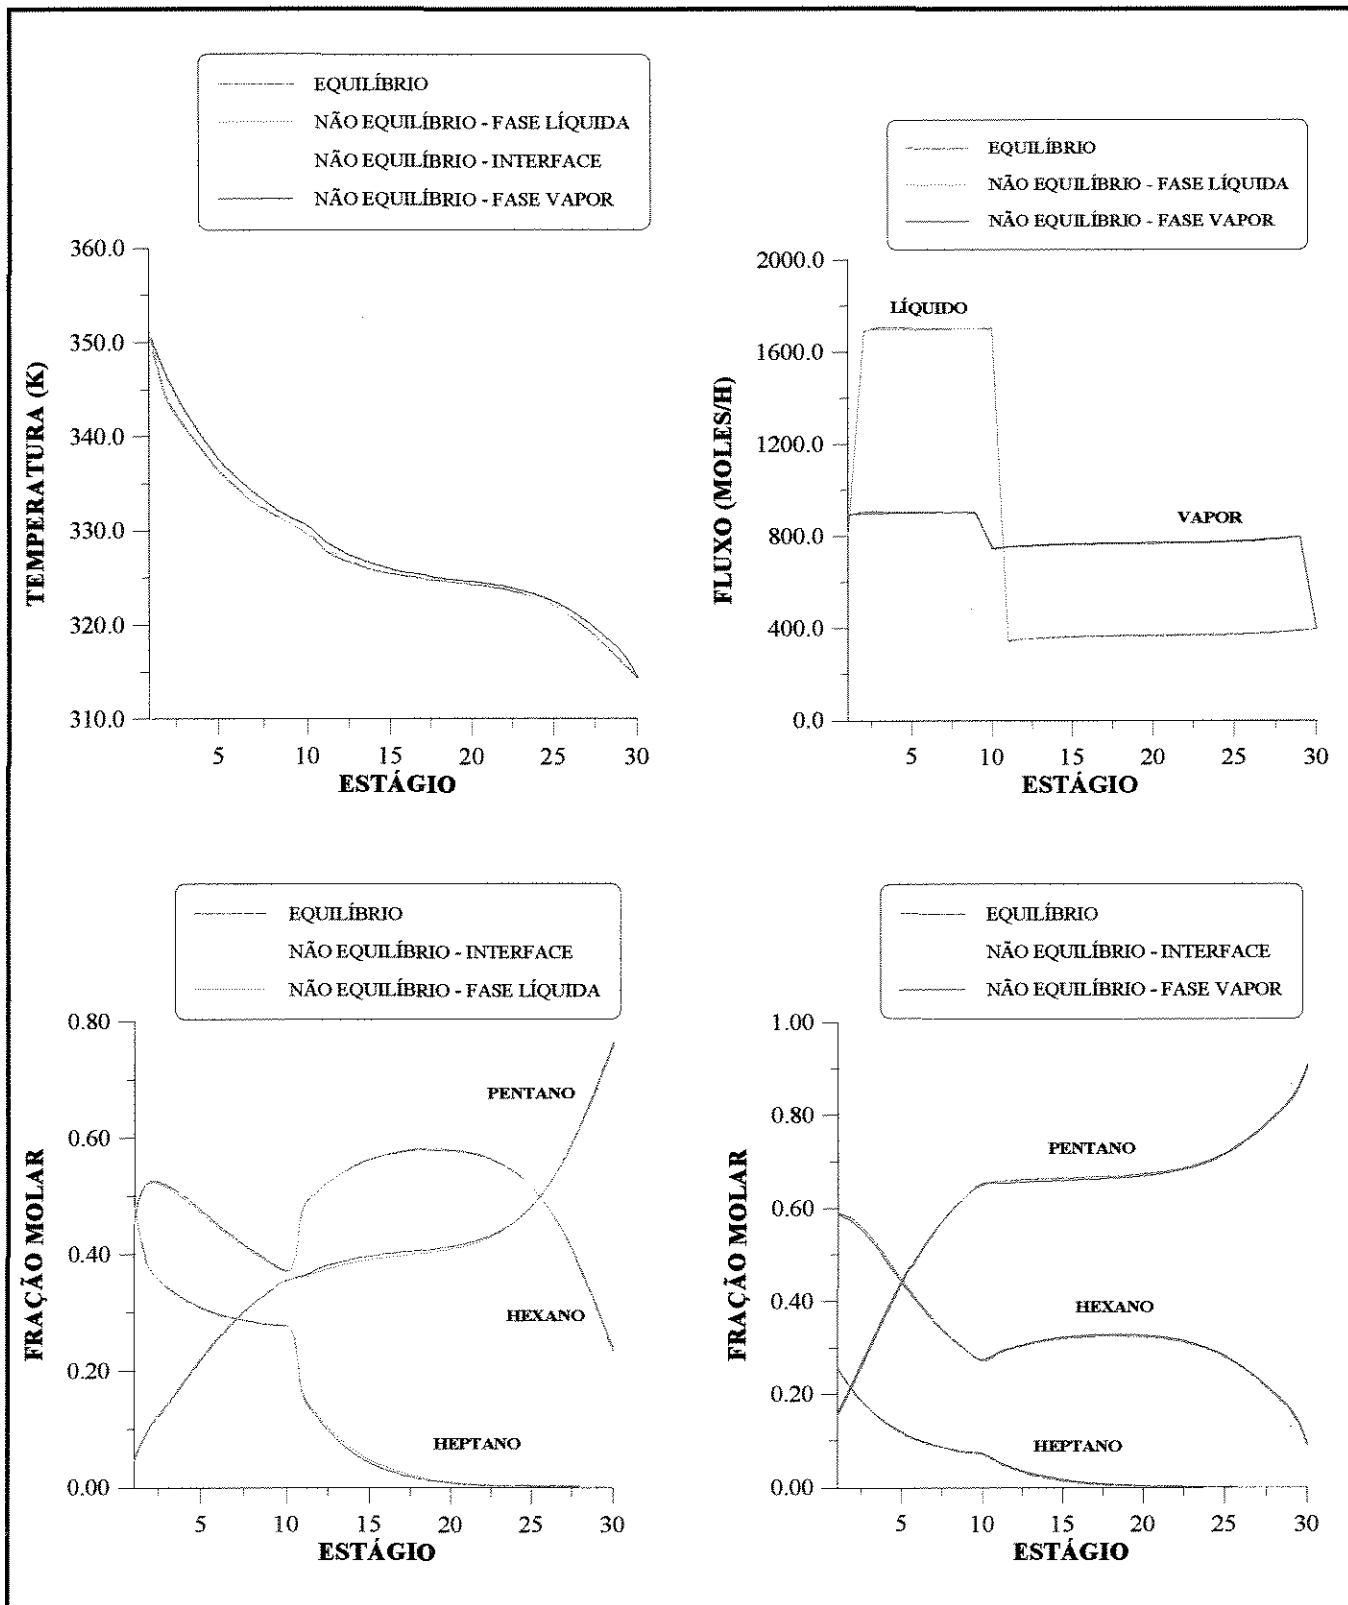 EQUILÍBRIO
NÃO EQUILÍBRIO - FASE LÍQUIDA
NÃO EQUILÍBRIO - INTERFACE
NÃO EQUILÍBRIO - FASE VAPOR
360.0
350.0
340.0
330.0
320.0
310.0
TEMPERATURA (K)
5 10 15 20 25 30
ESTÁGIO
EQUILÍBRIO
NÃO EQUILÍBRIO - FASE LÍQUIDA
NÃO EQUILÍBRIO - FASE VAPOR
2000.0
1600.0
1200.0
800.0
400.0
0.0
FLUXO (MOLES/H)
LÍQUIDO
VAPOR
5 10 15 20 25 30
ESTÁGIO
EQUILÍBRIO
NÃO EQUILÍBRIO - INTERFACE
NÃO EQUILÍBRIO - FASE LÍQUIDA
0.80
0.60
0.40
0.20
0.00
FRAÇÃO MOLAR
PENTANO
HEXANO
HEPTANO
5 10 15 20 25 30
ESTÁGIO
EQUILÍBRIO
NÃO EQUILÍBRIO - INTERFACE
NÃO EQUILÍBRIO - FASE VAPOR
1.00
0.80
0.60
0.40
0.20
0.00
FRAÇÃO MOLAR
PENTANO
HEXANO
HEPTANO
5 10 15 20 25 30
ESTÁGIO